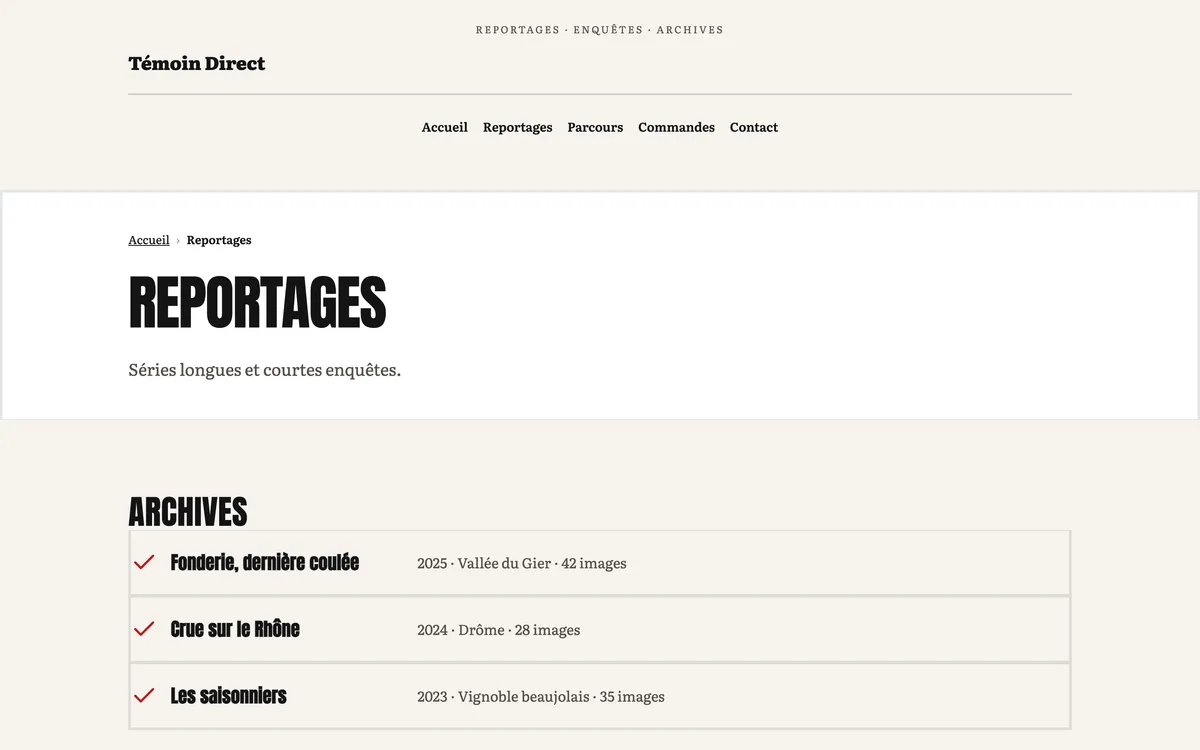 REPORTAGES · ENQUÊTES · ARCHIVES
Témoin Direct
Accueil Reportages Parcours Commandes Contact
Accueil › Reportages
REPORTAGES
Séries longues et courtes enquêtes.
ARCHIVES
Fonderie, dernière coulée 2025 · Vallée du Gier · 42 images
Crue sur le Rhône 2024 · Drôme · 28 images
Les saisonniers 2023 · Vignoble beaujolais · 35 images